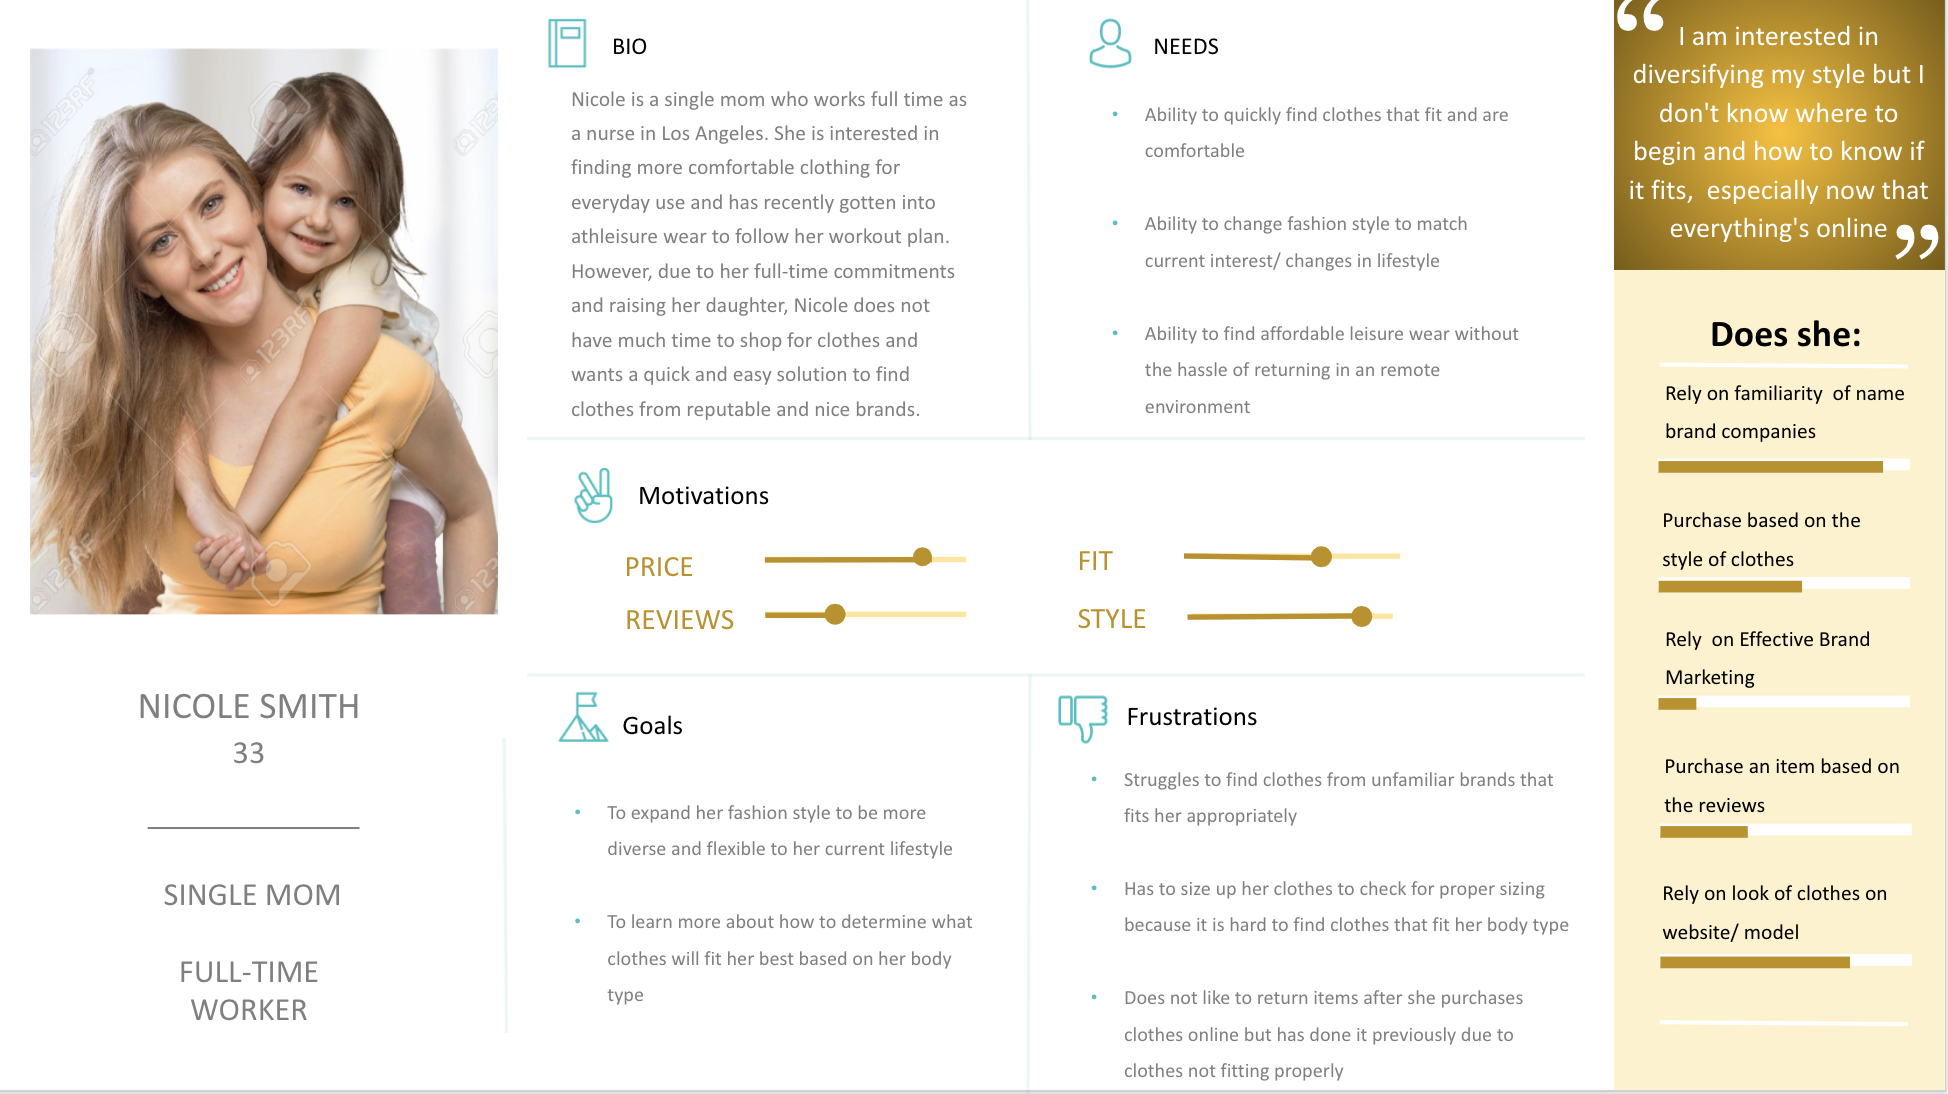 BIO
Nicole is a single mom who works full time as
a nurse in Los Angeles. She is interested in
finding more comfortable clothing for
everyday use and has recently gotten into
athleisure wear to follow her workout plan.
However, due to her full-time commitments
and raising her daughter, Nicole does not
have much time to shop for clothes and
wants a quick and easy solution to find
clothes from reputable and nice brands.
NEEDS
• Ability to quickly find clothes that fit and are
comfortable
• Ability to change fashion style to match
current interest/ changes in lifestyle
• Ability to find affordable leisure wear without
the hassle of returning in an remote
environment
“ I am interested in
diversifying my style but I
don't know where to
begin and how to know if
it fits,  especially now that
everything's online ”
Motivations
PRICE
REVIEWS
FIT
STYLE
NICOLE SMITH
33
SINGLE MOM
FULL-TIME
WORKER
Goals
• To expand her fashion style to be more
diverse and flexible to her current lifestyle
• To learn more about how to determine what
clothes will fit her best based on her body
type
Frustrations
• Struggles to find clothes from unfamiliar brands that
fits her appropriately
• Has to size up her clothes to check for proper sizing
because it is hard to find clothes that fit her body type
• Does not like to return items after she purchases
clothes online but has done it previously due to
clothes not fitting properly
Does she:
Rely on familiarity  of name
brand companies
Purchase based on the
style of clothes
Rely  on Effective Brand
Marketing
Purchase an item based on
the reviews
Rely on look of clothes on
website/ model
123RF
123RF
123RF
123RF